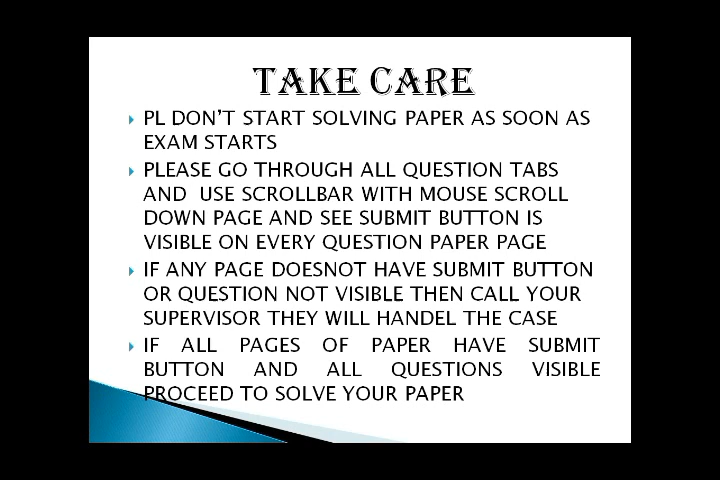 TAKE CARE
PL DON'T START SOLVING PAPER AS SOON AS
EXAM STARTS
PLEASE GO THROUGH ALL QUESTION TABS
AND USE SCROLLBAR WITH MOUSE SCROLL
DOWN PAGE AND SEE SUBMIT BUTTON IS
VISIBLE ON EVERY QUESTION PAPER PAGE
IF ANY PAGE DOESNOT HAVE SUBMIT BUTTON
OR QUESTION NOT VISIBLE THEN CALL YOUR
SUPERVISOR THEY WILL HANDEL THE CASE
IF ALL PAGES OF PAPER HAVE SUBMIT
BUTTON AND ALL QUESTIONS VISIBLE
PROCEED TO SOLVE YOUR PAPER